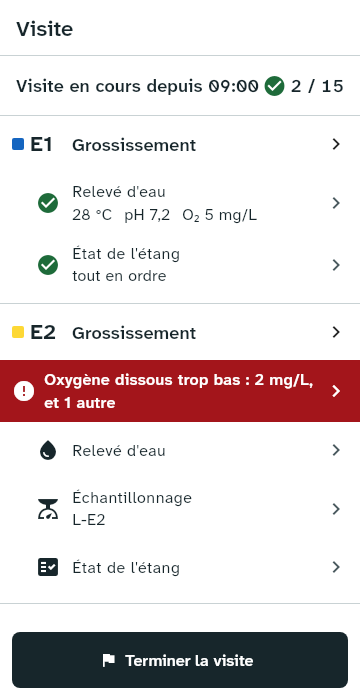 Visite
Visite en cours depuis 09:00 2 / 15
E1 Grossissement
Relevé d'eau
28 °C pH 7,2 O₂ 5 mg/L
État de l'étang
tout en ordre
E2 Grossissement
Oxygène dissous trop bas : 2 mg/L,
et 1 autre
Relevé d'eau
Échantillonnage
L-E2
État de l'étang
Terminer la visite